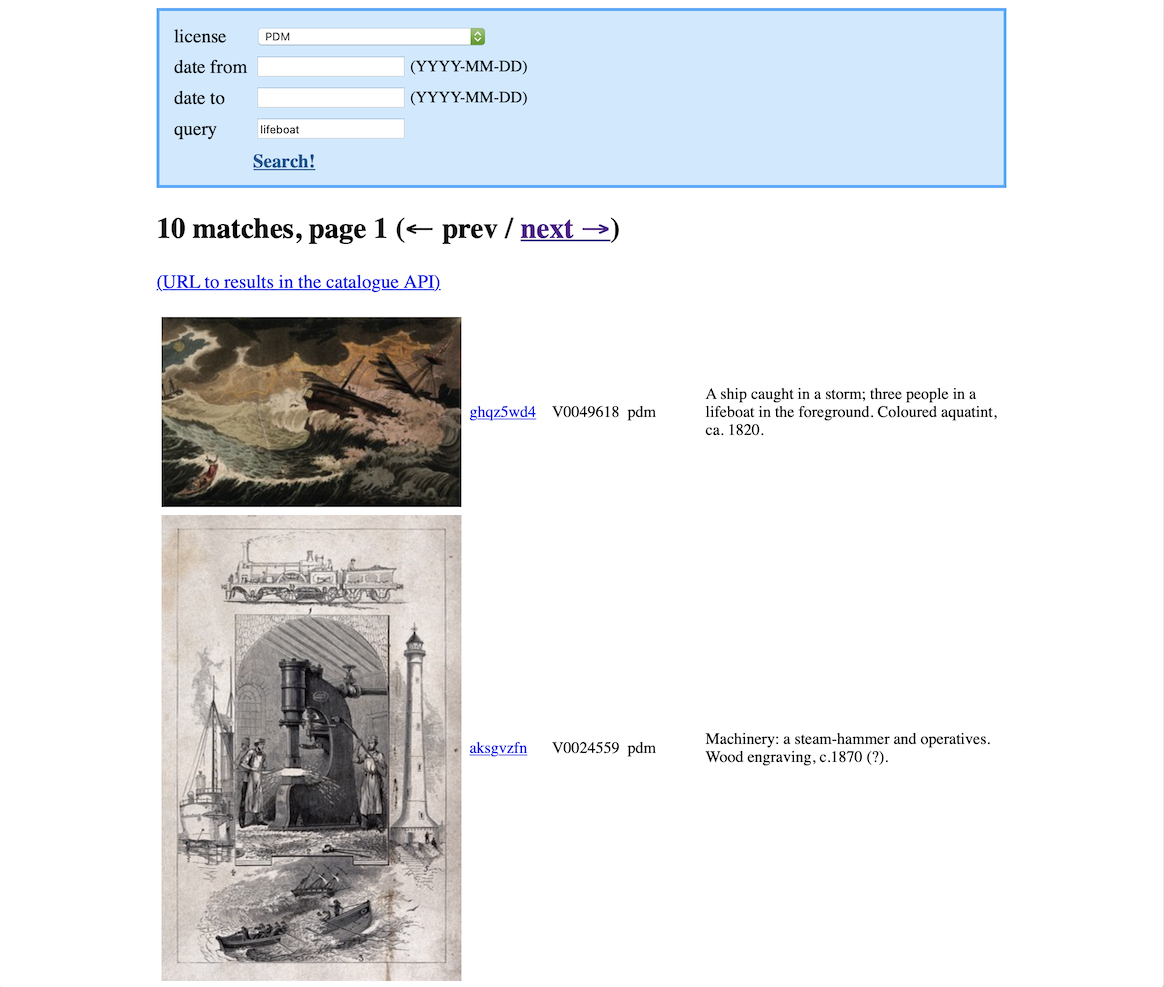 license PDM
date from (YYYY-MM-DD)
date to (YYYY-MM-DD)
query lifeboat
Search!
10 matches, page 1 (← prev / next →)
(URL to results in the catalogue API)
ghqz5wd4 V0049618 pdm
A ship caught in a storm; three people in a
lifeboat in the foreground. Coloured aquatint,
ca. 1820.
aksgvzfn V0024559 pdm
Machinery: a steam-hammer and operatives.
Wood engraving, c.1870 (?).